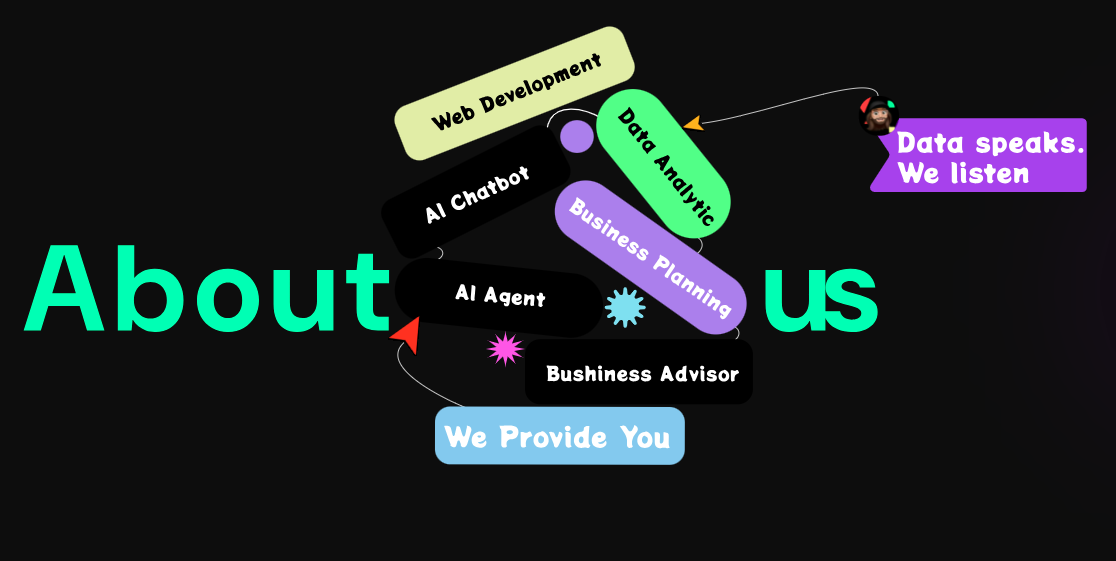 Web Development
Data Analytic
Data speaks.
We listen
AI Chatbot
Business Planning
About us
AI Agent
Bushiness Advisor
We Provide You